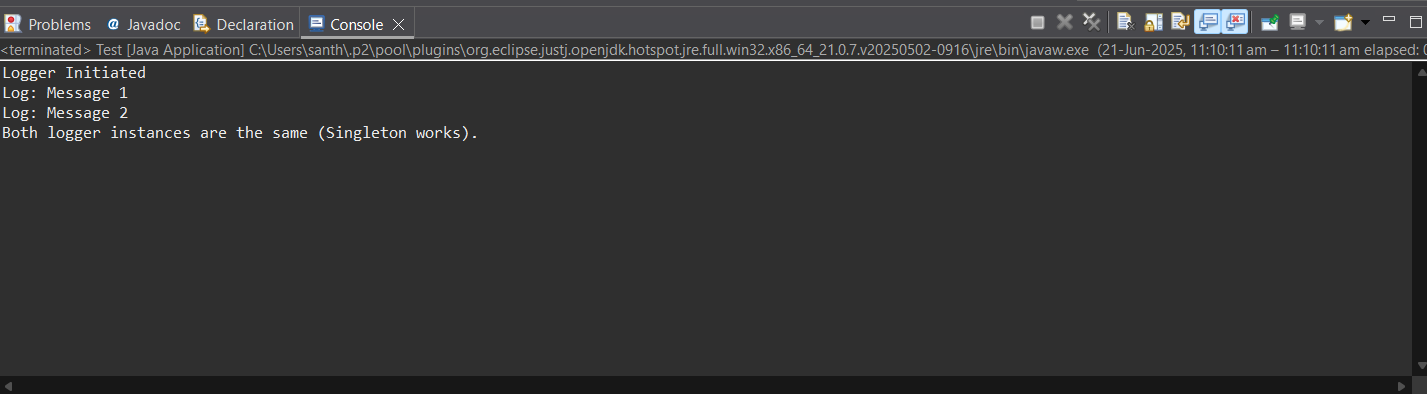 Problems @ Javadoc Declaration Console
<terminated> Test [Java Application] C:\Users\santh\.p2\pool\plugins\org.eclipse.justj.openjdk.hotspot.jre.full.win32.x86_64_21.0.7.v20250502-0916\jre\bin\javaw.exe (21-Jun-2025, 11:10:11 am – 11:10:11 am elapsed: 0
Logger Initiated
Log: Message 1
Log: Message 2
Both logger instances are the same (Singleton works).